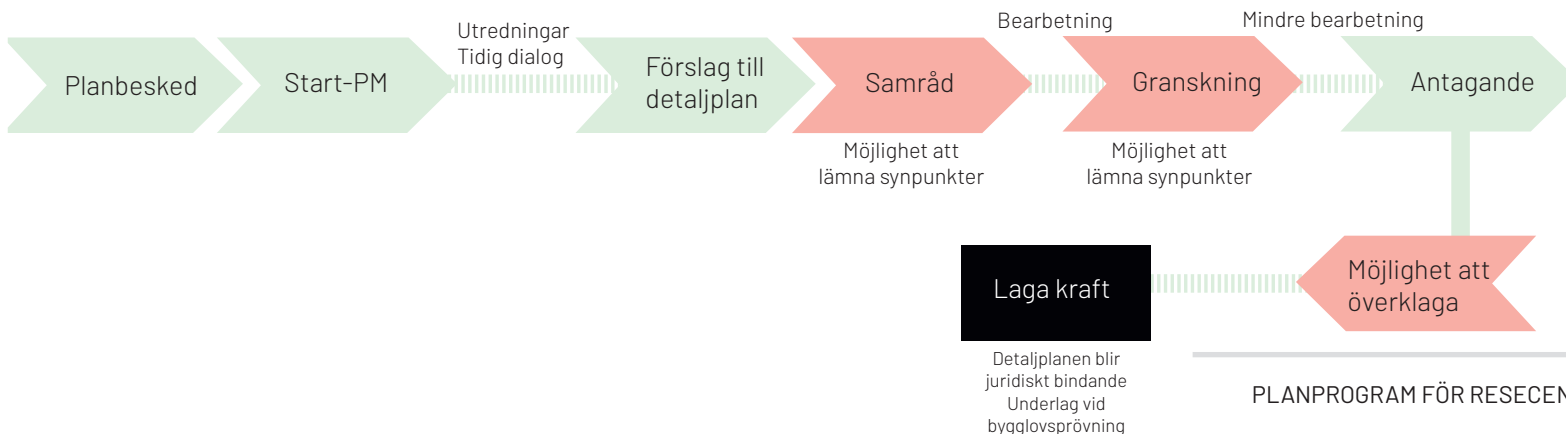 Planbesked
Start-PM
Utredningar
Tidig dialog
Förslag till
detaljplan
Samråd
Möjlighet att
lämna synpunkter
Bearbetning
Granskning
Möjlighet att
lämna synpunkter
Mindre bearbetning
Antagande
Möjlighet att
överklaga
Laga kraft
Detaljplanen blir
juridiskt bindande
Underlag vid
bygglovsprövning
PLANPROGRAM FÖR RESECEN